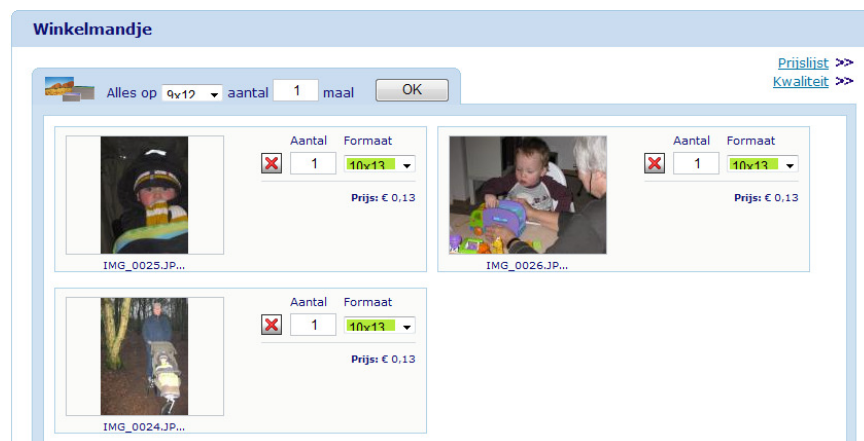 Winkelmandje
Prijslijst >>
Kwaliteit >>
Alles op 9x12 aantal 1 maal OK
Aantal Formaat
1 10x13
Prijs: € 0,13
IMG_0025.JP...
Aantal Formaat
1 10x13
Prijs: € 0,13
IMG_0026.JP...
Aantal Formaat
1 10x13
Prijs: € 0,13
IMG_0024.JP...